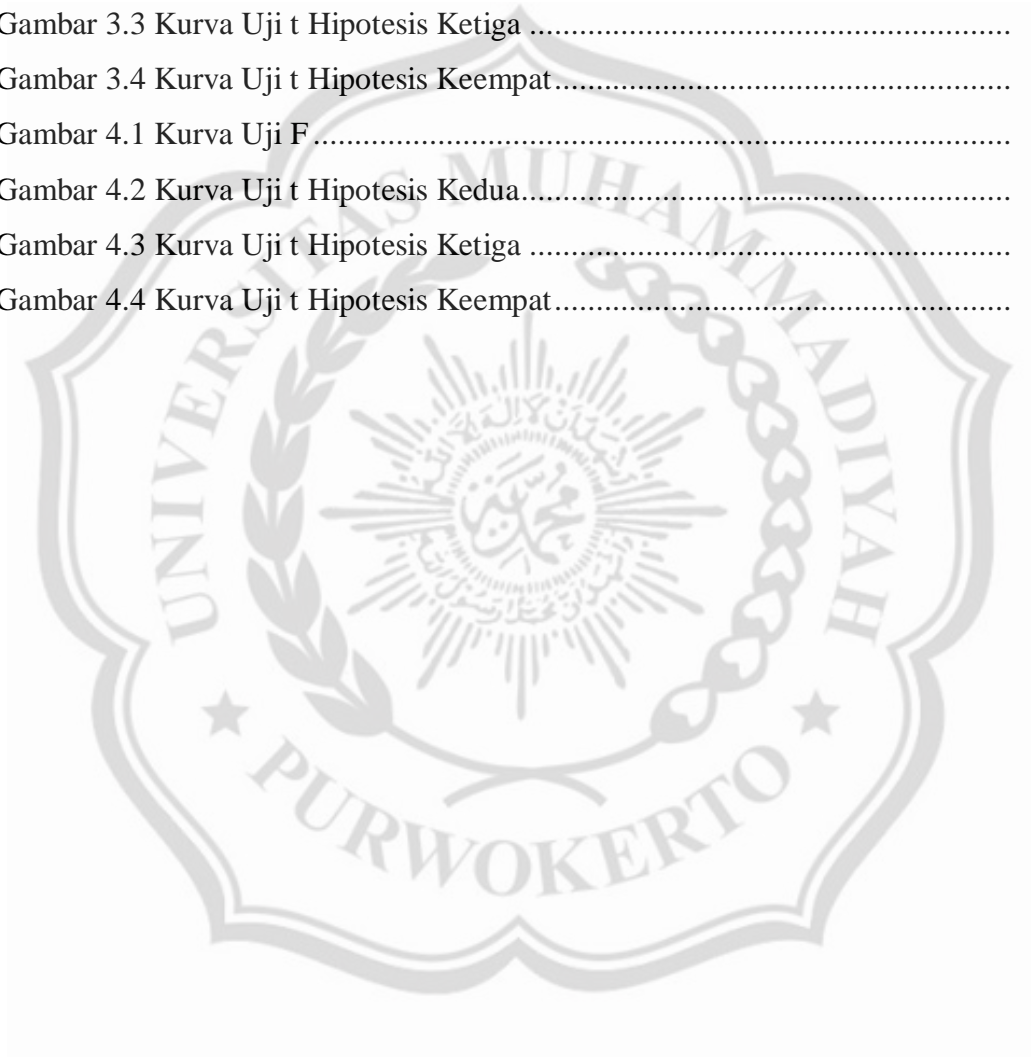 Gambar 3.3 Kurva Uji t Hipotesis Ketiga ..........................................................
Gambar 3.4 Kurva Uji t Hipotesis Keempat.......................................................
Gambar 4.1 Kurva Uji F.....................................................................................
Gambar 4.2 Kurva Uji t Hipotesis Kedua...........................................................
Gambar 4.3 Kurva Uji t Hipotesis Ketiga ..........................................................
Gambar 4.4 Kurva Uji t Hipotesis Keempat.......................................................
UNIVERSITAS MUHAMMADIYAH
PURWOKERTO